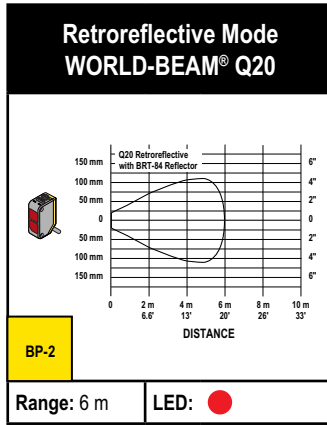 Retroreflective Mode
WORLD-BEAM® Q20
Q20 Retroreflective
with BRT-84 Reflector
150 mm
100 mm
50 mm
0
50 mm
100 mm
150 mm
6"
4"
2"
0
2"
4"
6"
0 2 m 4 m 6 m 8 m 10 m
6.6' 13' 20' 26' 33'
DISTANCE
BP-2
Range: 6 m LED: